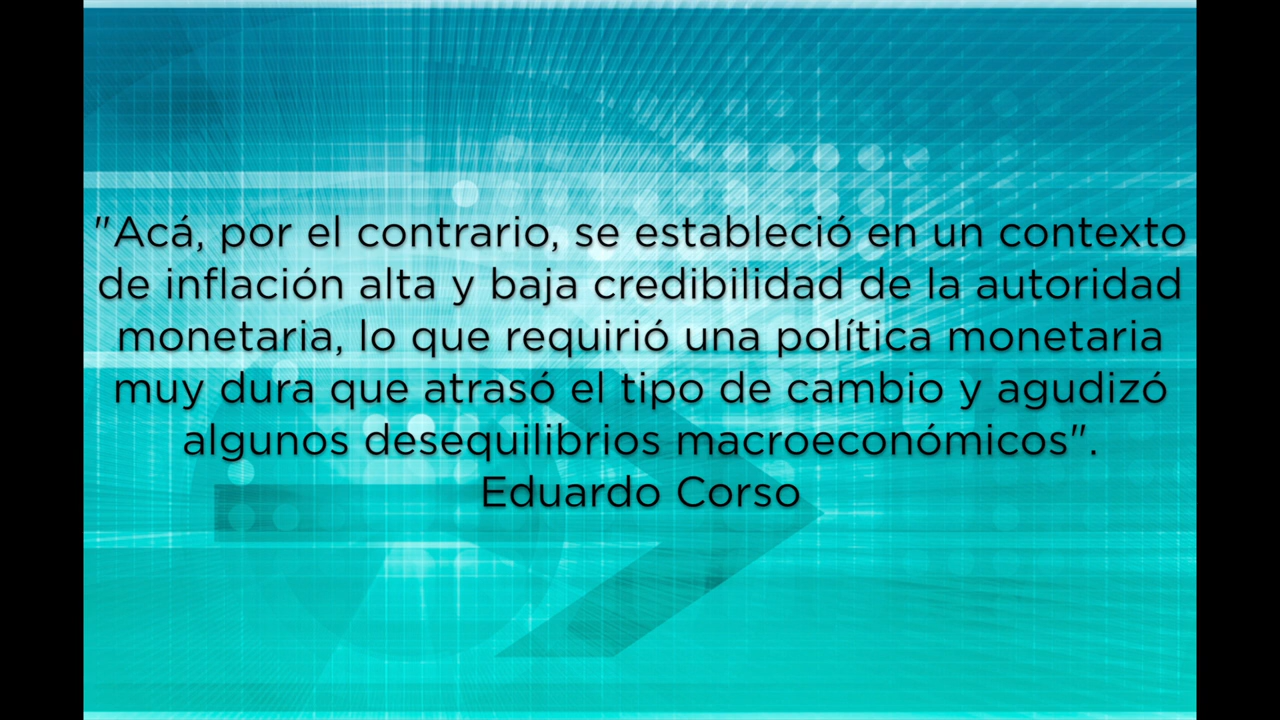 "Acá, por el contrario, se estableció en un contexto
de inflación alta y baja credibilidad de la autoridad
monetaria, lo que requirió una política monetaria
muy dura que atrasó el tipo de cambio y agudizó
algunos desequilibrios macroeconómicos".
Eduardo Corso